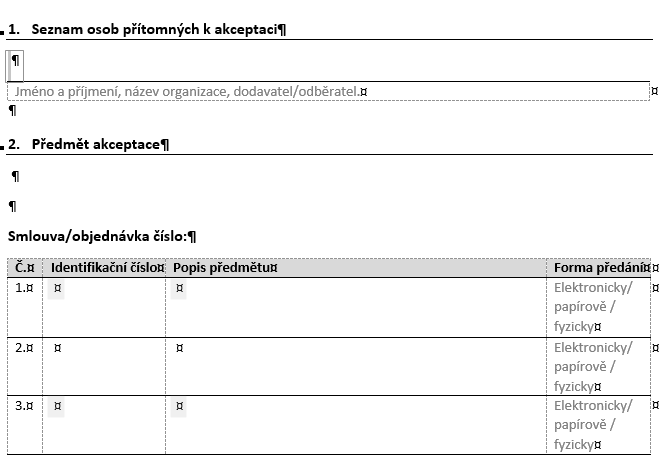 1. Seznam osob přítomných k akceptaci¶
¶
Jméno a příjmení, název organizace, dodavatel/odběratel.¤ ¤
¶
2. Předmět akceptace¶
¶
¶
Smlouva/objednávka číslo:¶
Č.¤ Identifikační číslo¤ Popis předmětu¤ Forma předání¤ ¤
1.¤ ¤ ¤ Elektronicky/ ¤
papírově /
fyzicky¤
2.¤ ¤ ¤ Elektronicky/ ¤
papírově /
fyzicky¤
3.¤ ¤ ¤ Elektronicky/ ¤
papírově /
fyzicky¤